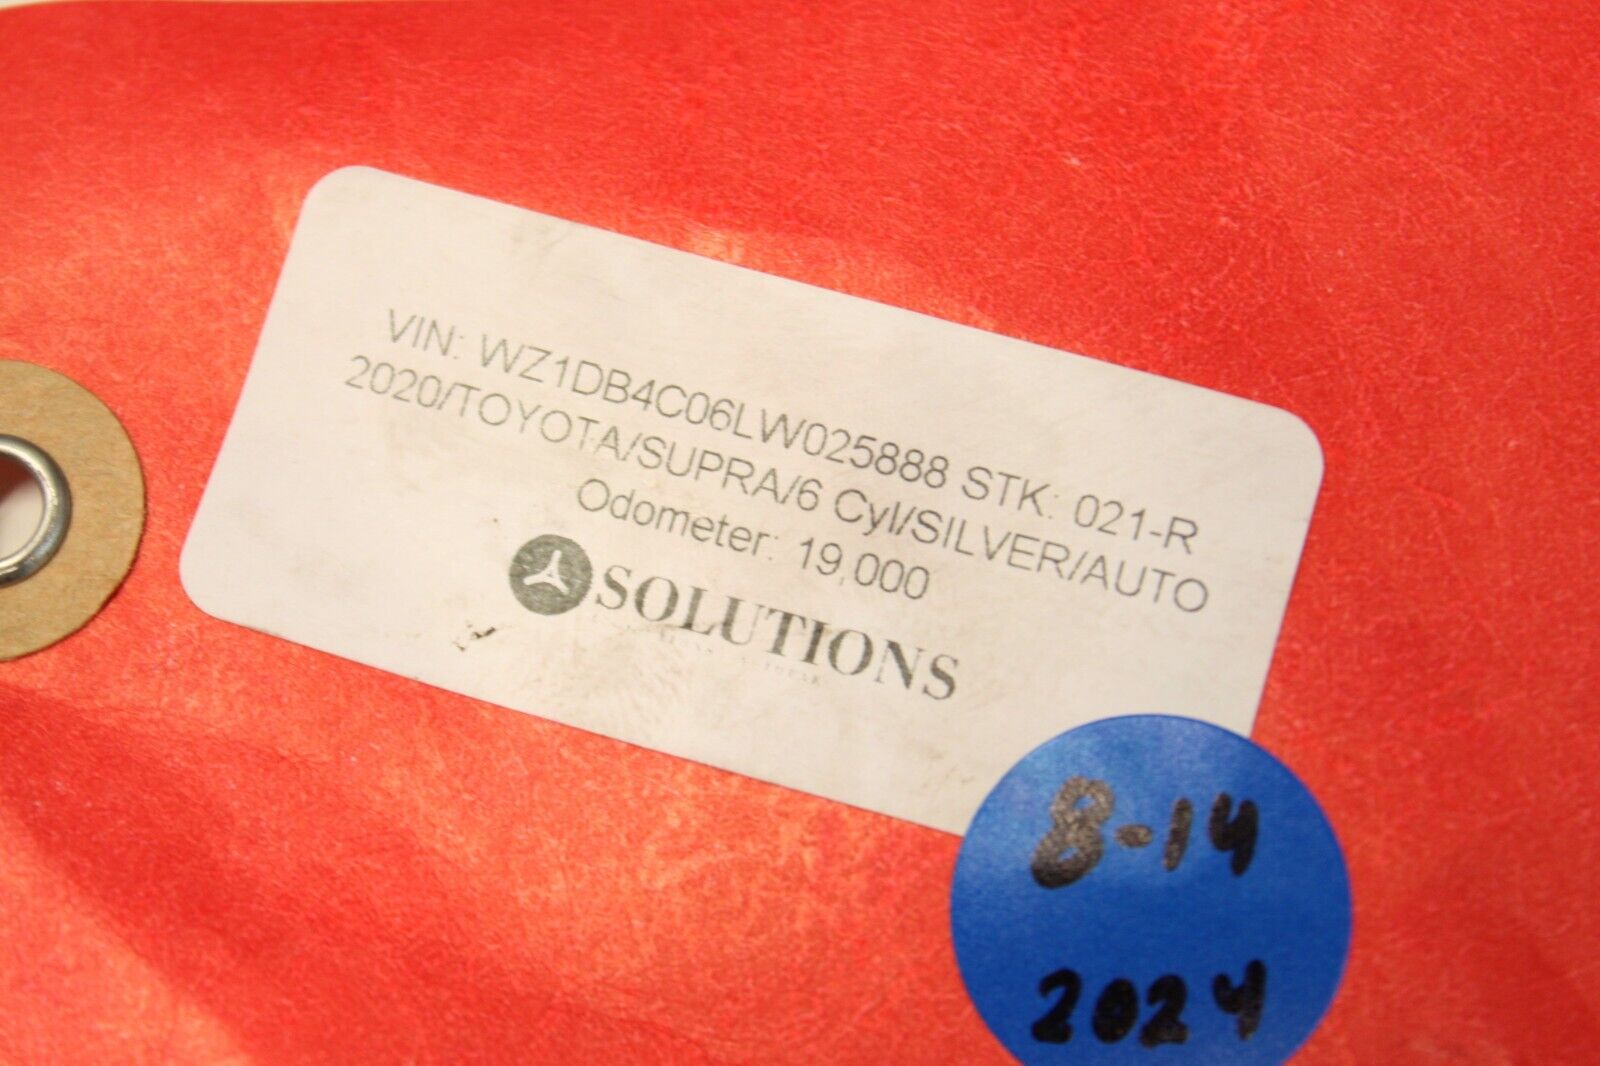 VIN: WZ1DB4C06LW025888 STK: 021-R
2020/TOYOTA/SUPRA/6 Cyl/SILVER/AUTO
Odometer: 19,000
SOLUTIONS
8-14
2024